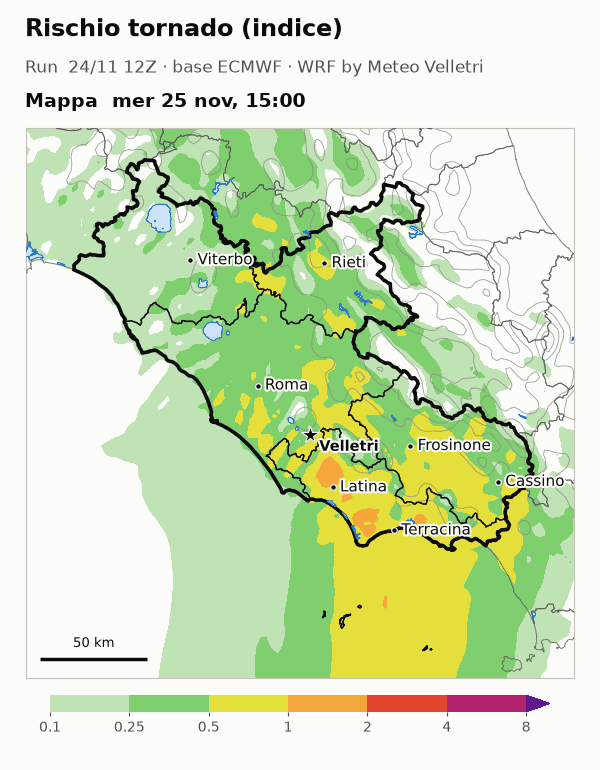 Rischio tornado (indice)
Run  24/11 12Z · base ECMWF · WRF by Meteo Velletri
Mappa  mer 25 nov, 15:00
Viterbo
Rieti
Roma
Velletri
Frosinone
Latina
Cassino
Terracina
50 km
0.1 0.25 0.5 1 2 4 8